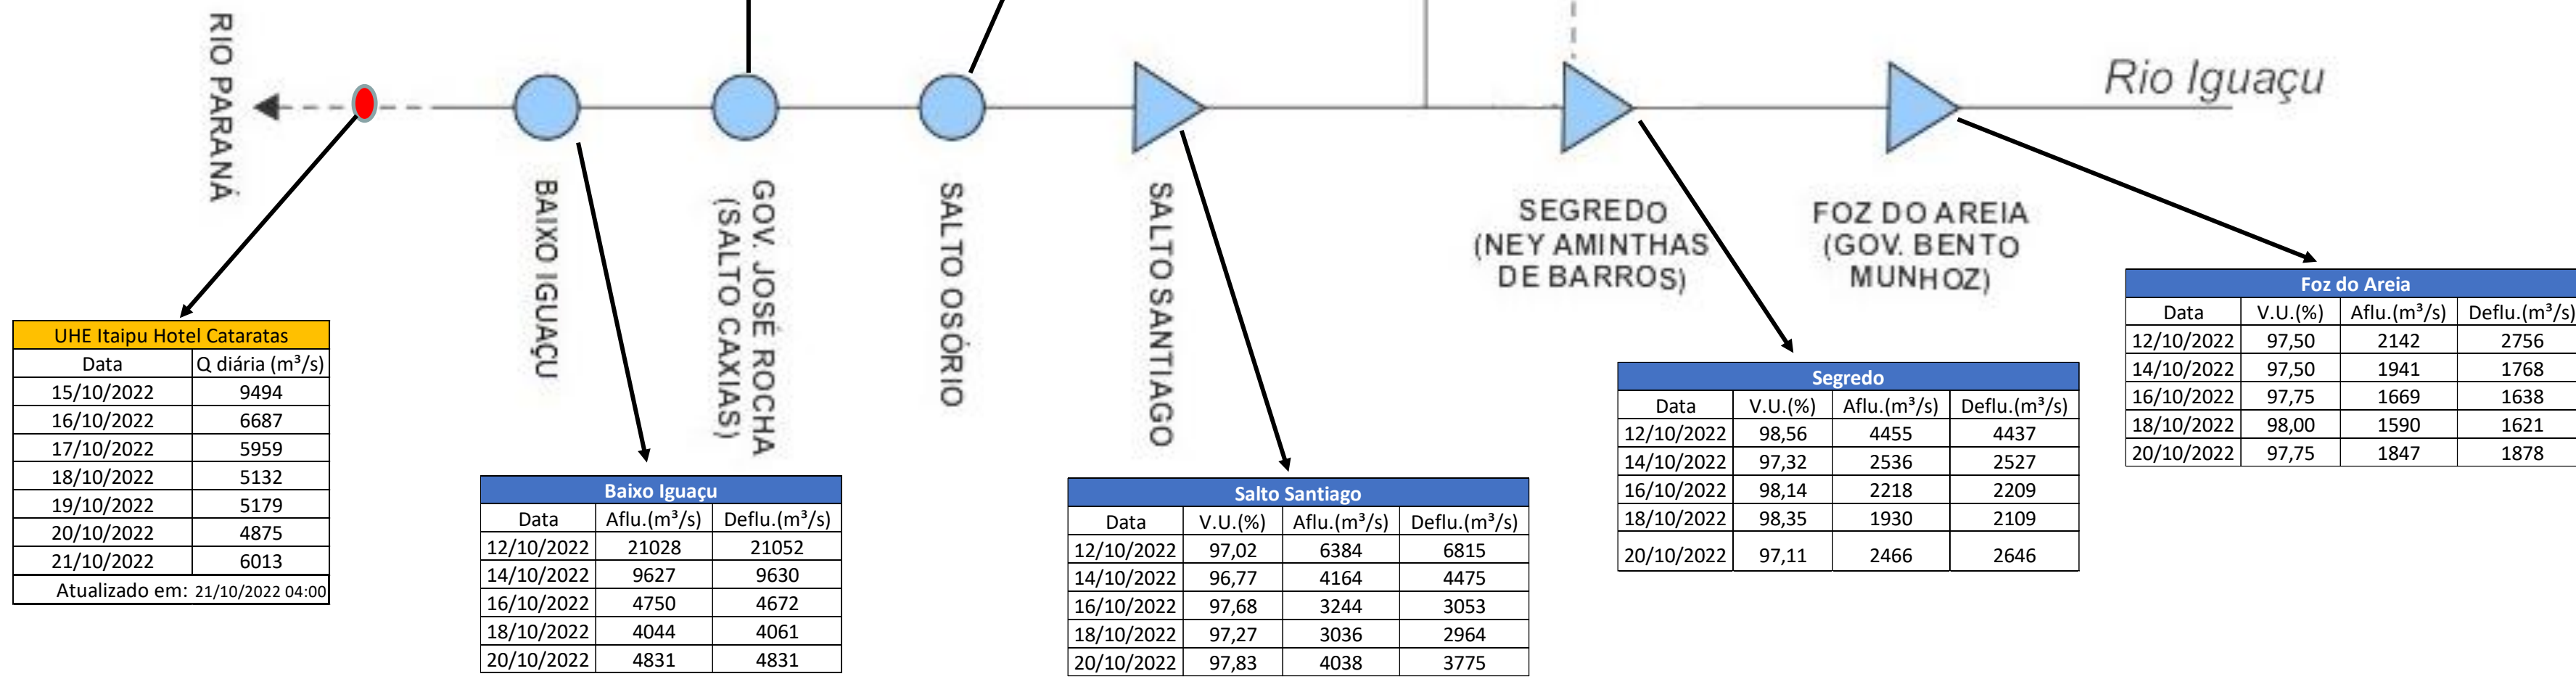 Rio Iguaçu
RIO PARANÁ
BAIXO IGUAÇU
GOV. JOSÉ ROCHA
(SALTO CAXIAS)
SALTO OSÓRIO
SALTO SANTIAGO
SEGREDO
(NEY AMINTHAS
DE BARROS)
FOZ DO AREIA
(GOV. BENTO
MUNHOZ)
UHE Itaipu Hotel Cataratas
Data Q diária (m³/s)
15/10/2022 9494
16/10/2022 6687
17/10/2022 5959
18/10/2022 5132
19/10/2022 5179
20/10/2022 4875
21/10/2022 6013
Atualizado em: 21/10/2022 04:00
Baixo Iguaçu
Data Aflu.(m³/s) Deflu.(m³/s)
12/10/2022 21028 21052
14/10/2022 9627 9630
16/10/2022 4750 4672
18/10/2022 4044 4061
20/10/2022 4831 4831
Salto Santiago
Data V.U.(%) Aflu.(m³/s) Deflu.(m³/s)
12/10/2022 97,02 6384 6815
14/10/2022 96,77 4164 4475
16/10/2022 97,68 3244 3053
18/10/2022 97,27 3036 2964
20/10/2022 97,83 4038 3775
Segredo
Data V.U.(%) Aflu.(m³/s) Deflu.(m³/s)
12/10/2022 98,56 4455 4437
14/10/2022 97,32 2536 2527
16/10/2022 98,14 2218 2209
18/10/2022 98,35 1930 2109
20/10/2022 97,11 2466 2646
Foz do Areia
Data V.U.(%) Aflu.(m³/s) Deflu.(m³/s)
12/10/2022 97,50 2142 2756
14/10/2022 97,50 1941 1768
16/10/2022 97,75 1669 1638
18/10/2022 98,00 1590 1621
20/10/2022 97,75 1847 1878